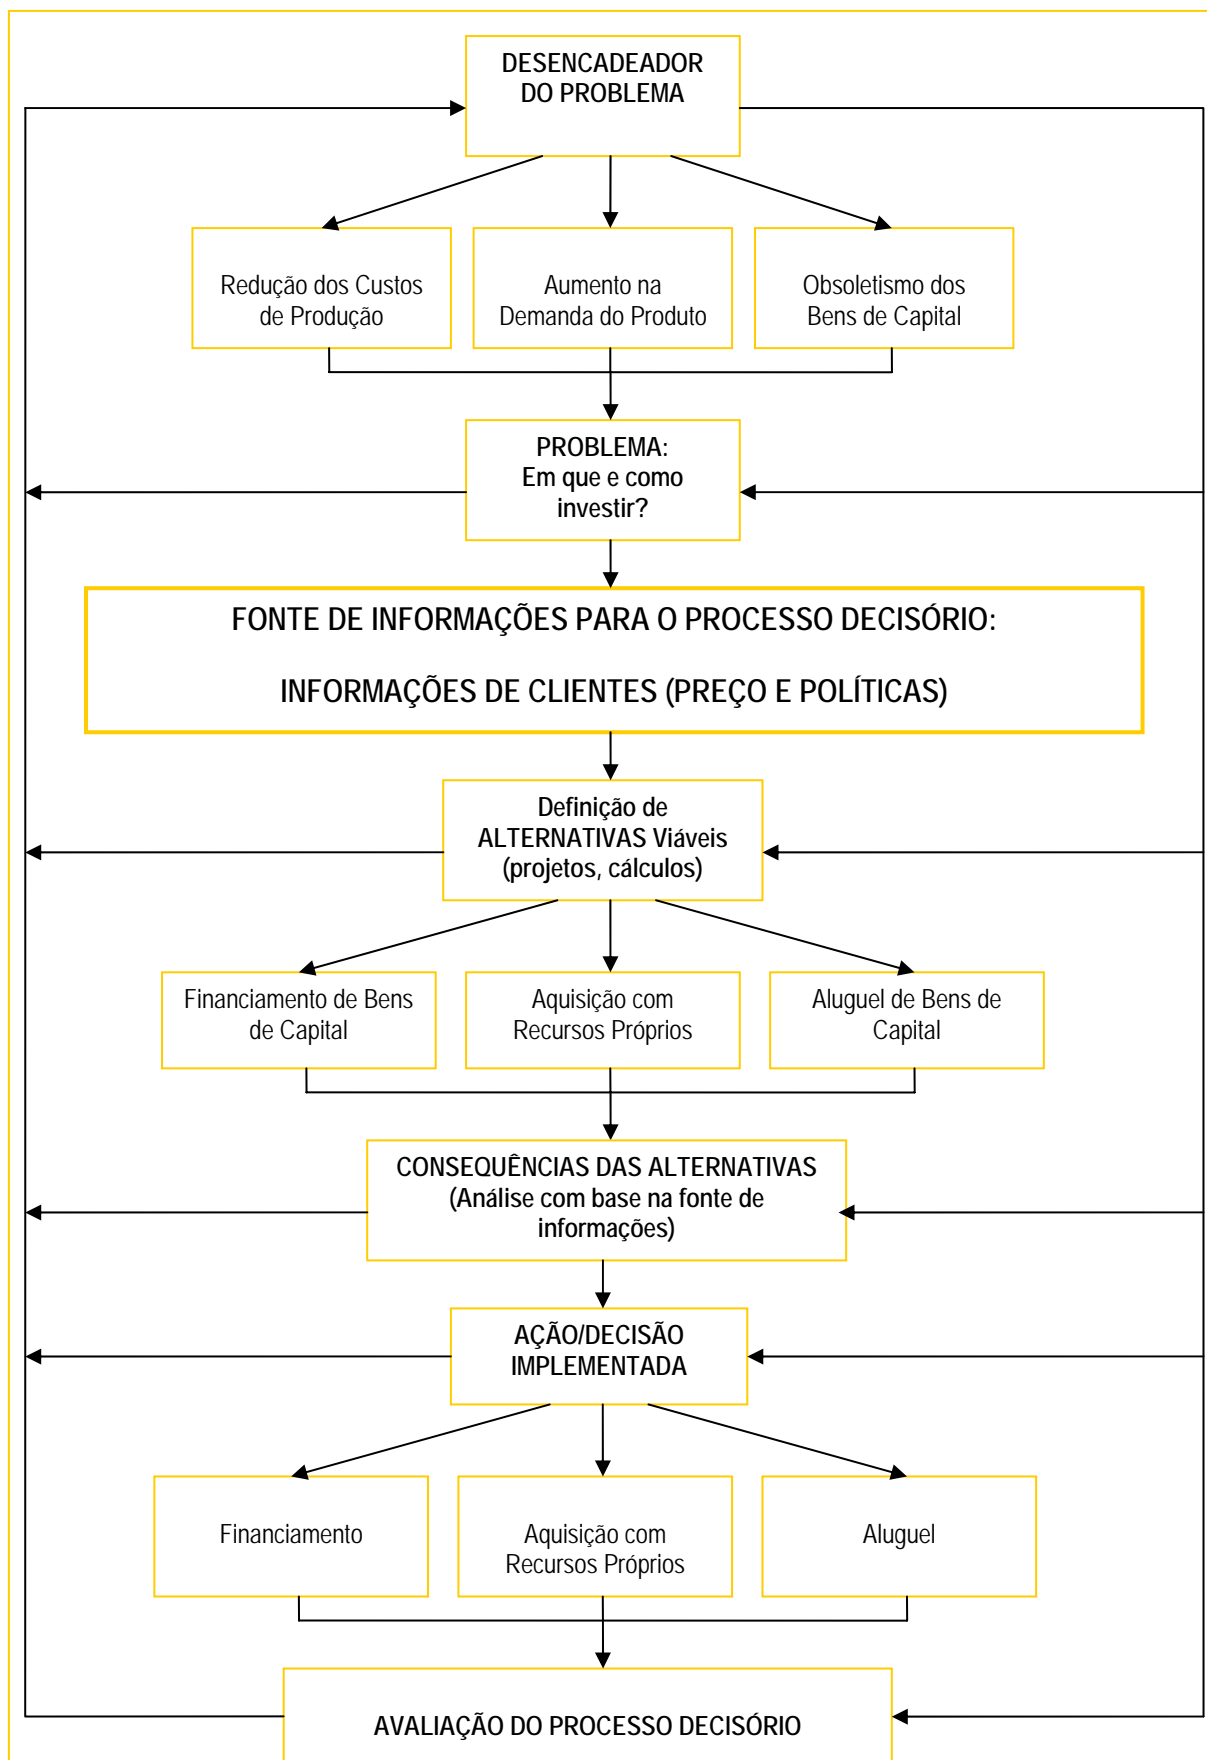 DESENCADEADOR
DO PROBLEMA
Redução dos Custos
de Produção
Aumento na
Demanda do Produto
Obsoletismo dos
Bens de Capital
PROBLEMA:
Em que e como
investir?
FONTE DE INFORMAÇÕES PARA O PROCESSO DECISÓRIO:
INFORMAÇÕES DE CLIENTES (PREÇO E POLÍTICAS)
Definição de
ALTERNATIVAS Viáveis
(projetos, cálculos)
Financiamento de Bens
de Capital
Aquisição com
Recursos Próprios
Aluguel de Bens de
Capital
CONSEQUÊNCIAS DAS ALTERNATIVAS
(Análise com base na fonte de
informações)
AÇÃO/DECISÃO
IMPLEMENTADA
Financiamento
Aquisição com
Recursos Próprios
Aluguel
AVALIAÇÃO DO PROCESSO DECISÓRIO